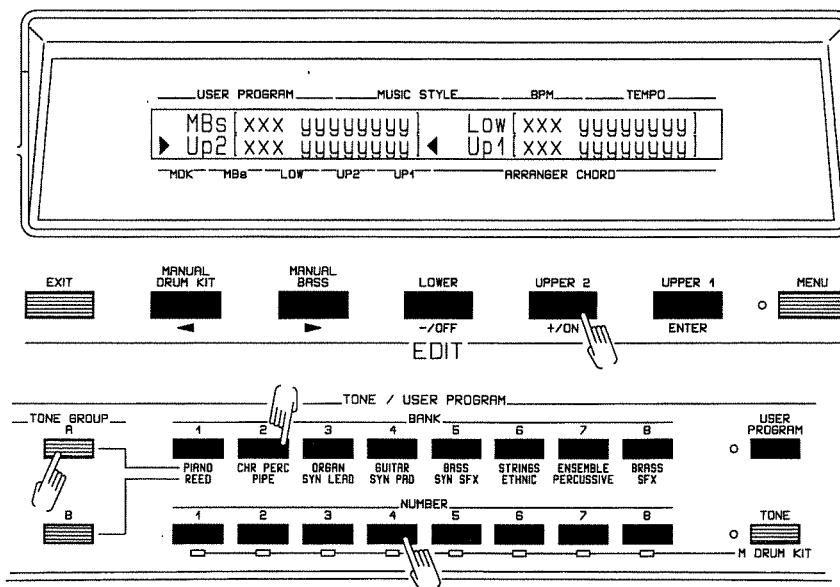 USER PROGRAM MUSIC STYLE BPM TEMPO
MBs [xxx yyyyyyyy] Low [xxx yyyyyyyy]
▶ Up2 [xxx yyyyyyyy] ◀ Up1 [xxx yyyyyyyy]
MDK MBs LOW UP2 UP1 ARRANGER CHORD
EXIT MANUAL DRUM KIT MANUAL BASS LOWER UPPER 2 UPPER 1 MENU
◀ ▶ -/OFF +/ON ENTER
EDIT
TONE / USER PROGRAM
TONE GROUP BANK USER PROGRAM
A 1 2 3 4 5 6 7 8
PIANO CHR PERC ORGAN GUITAR BASS STRINGS ENSEMBLE BRASS
REED PIPE SYN LEAD SYN PAD SYN SFX ETHNIC PERCUSSIVE SFX
NUMBER
B 1 2 3 4 5 6 7 8 TONE
M DRUM KIT